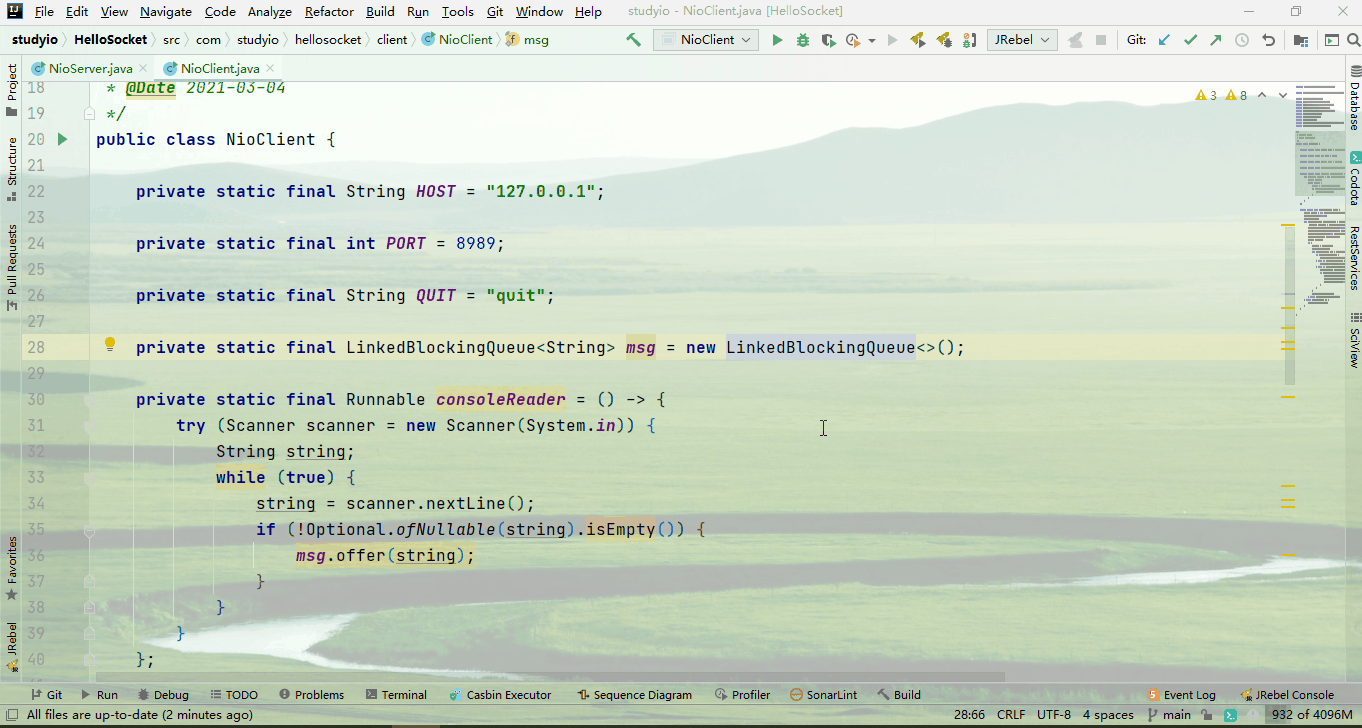 File Edit View Navigate Code Analyze Refactor Build Run Tools Git Window Help studyio - NioClient.java [HelloSocket]
studyio HelloSocket src com studyio hellosocket client NioClient msg NioClient JRebel Git:
NioServer.java NioClient.java
3 8
18 * @Date 2021-03-04
19 */
20 public class NioClient {
21
22 private static final String HOST = "127.0.0.1";
23
24 private static final int PORT = 8989;
25
26 private static final String QUIT = "quit";
27
28 private static final LinkedBlockingQueue<String> msg = new LinkedBlockingQueue<>();
29
30 private static final Runnable consoleReader = () -> {
31 try (Scanner scanner = new Scanner(System.in)) {
32 String string;
33 while (true) {
34 string = scanner.nextLine();
35 if (!Optional.ofNullable(string).isEmpty()) {
36 msg.offer(string);
37 }
38 }
39 }
40 };
Project
Structure
Pull Requests
Favorites
JRebel
Database
Codota
RestServices
SciView
Git Run Debug TODO Problems Terminal Casbin Executor Sequence Diagram Profiler SonarLint Build 5 Event Log JRebel Console
All files are up-to-date (2 minutes ago) 28:66 CRLF UTF-8 4 spaces main 932 of 4096M